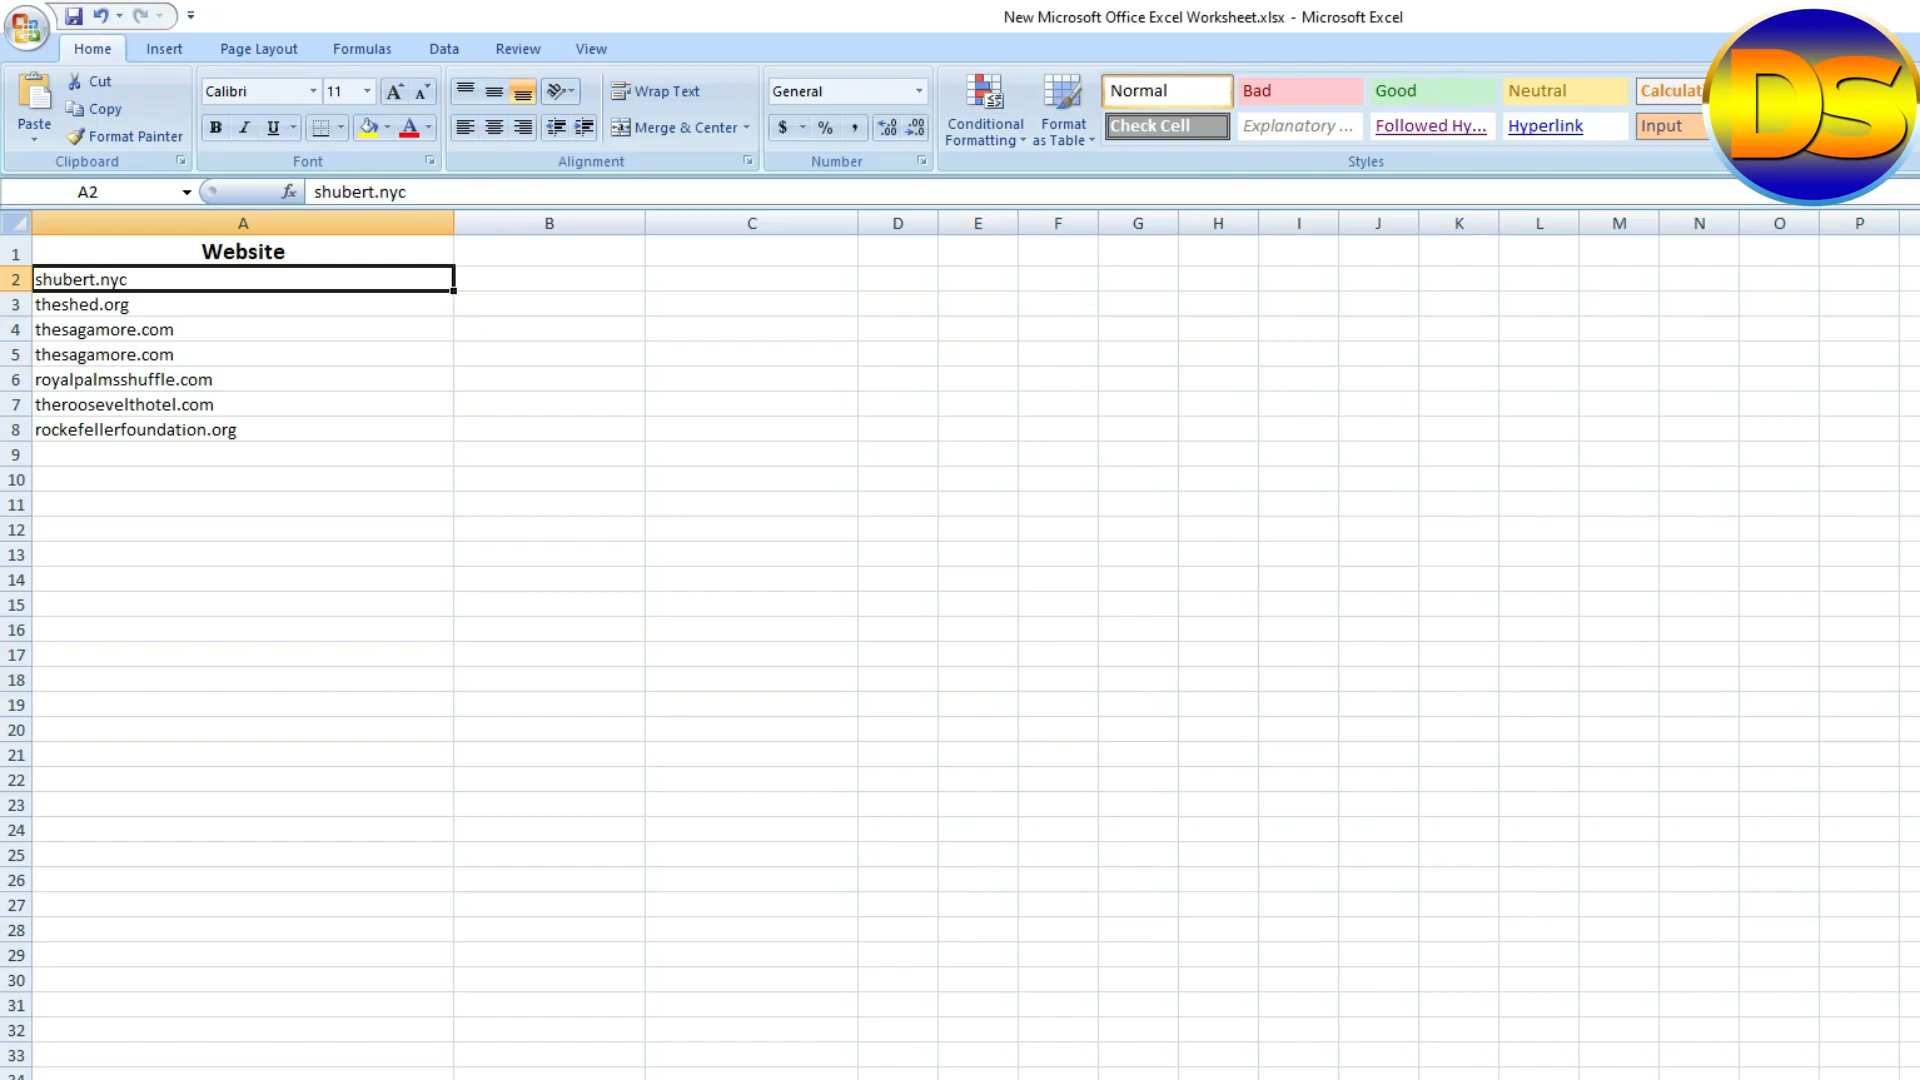 New Microsoft Office Excel Worksheet.xlsx - Microsoft Excel
Home Insert Page Layout Formulas Data Review View
Paste
Cut
Copy
Format Painter
Clipboard
Calibri 11
B I U
Font
Wrap Text
Merge & Center
Alignment
General
$ % ,
Number
Conditional Formatting
Format as Table
Normal Bad Good Neutral
Check Cell Explanatory ... Followed Hy... Hyperlink Input
Styles
DS
A2 fx shubert.nyc
A B C D E F G H I J K L M N O P
1 Website
2 shubert.nyc
3 theshed.org
4 thesagamore.com
5 thesagamore.com
6 royalpalmsshuffle.com
7 theroosevelthotel.com
8 rockefellerfoundation.org
9
10
11
12
13
14
15
16
17
18
19
20
21
22
23
24
25
26
27
28
29
30
31
32
33